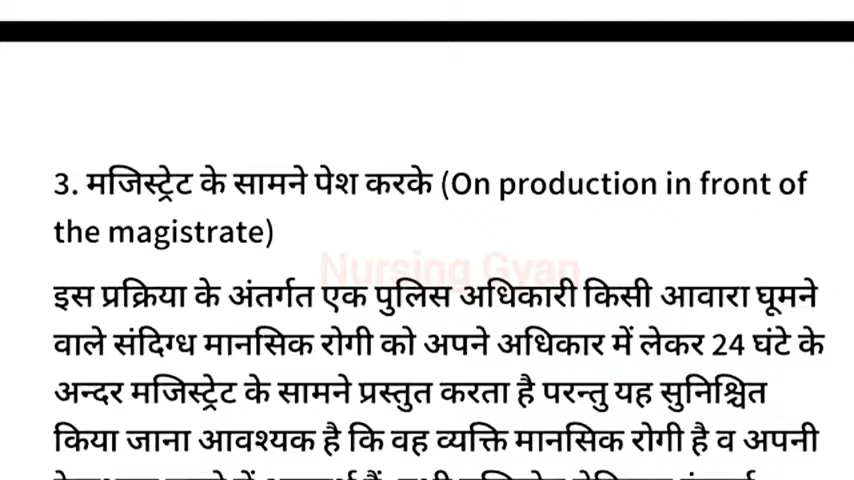 3. मजिस्ट्रेट के सामने पेश करके (On production in front of
the magistrate)
Nursing Gyan
इस प्रक्रिया के अंतर्गत एक पुलिस अधिकारी किसी आवारा घूमने
वाले संदिग्ध मानसिक रोगी को अपने अधिकार में लेकर 24 घंटे के
अन्दर मजिस्ट्रेट के सामने प्रस्तुत करता है परन्तु यह सुनिश्चित
किया जाना आवश्यक है कि वह व्यक्ति मानसिक रोगी है व अपनी